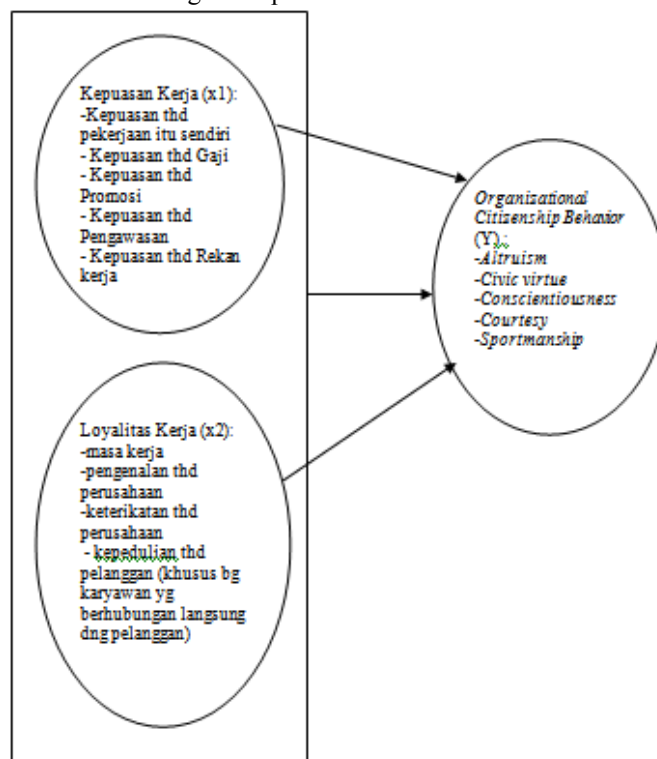 Kepuasan Kerja (x1):
-Kepuasan thd
pekerjaan itu sendiri
- Kepuasan thd Gaji
- Kepuasan thd
Promosi
- Kepuasan thd
Pengawasan
- Kepuasan thd Rekan
kerja
Organisational
Citizenship Behavior
(Y).:
-Altruism
-Civic virtue
-Conscientiousness
-Courtesy
-Sportmanship
Loyalitas Kerja (x2):
-masa kerja
-pengenalan thd
perusahaan
-keterikatan thd
perusahaan
- kepedulian thd
pelanggan (khusus bg
karyawan yg
berhubungan langsung
dng pelanggan)